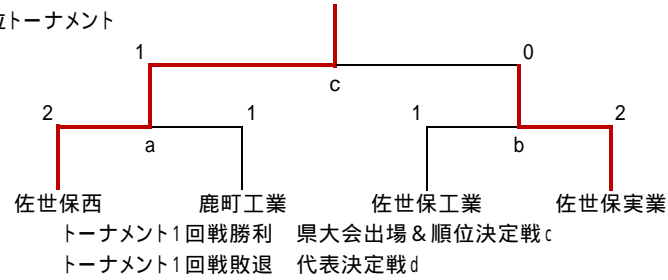 位トーナメント
1 0
c
2 1 1 2
a b
佐世保西 鹿町工業 佐世保工業 佐世保実業
トーナメント1回戦勝利 県大会出場&順位決定戦c
トーナメント1回戦敗退 代表決定戦d